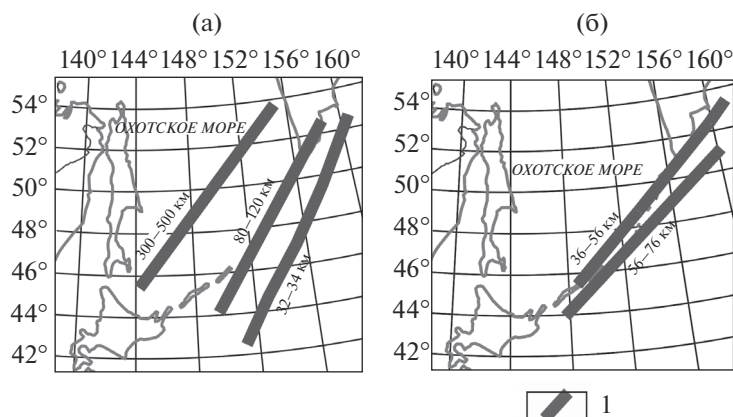 (а)
140° 144° 148° 152° 156° 160°
54°
52°
50°
48°
46°
44°
42°
ОХОТСКОЕ МОРЕ
300–500 км
80–120 км
32–34 км
(б)
140° 144° 148° 152° 156° 160°
54°
52°
50°
48°
46°
44°
42°
ОХОТСКОЕ МОРЕ
36–56 км
56–76 км
1